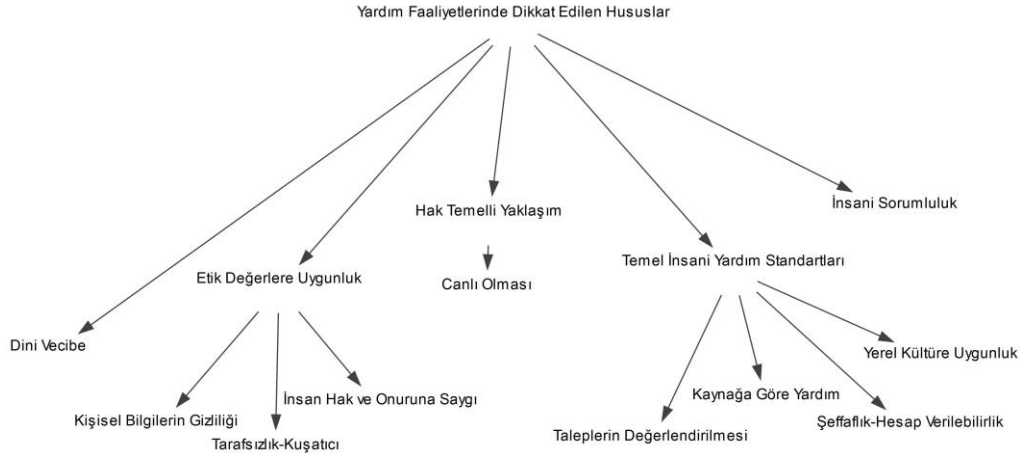 Yardım Faaliyetlerinde Dikkat Edilen Hususlar
İnsani Sorumluluk
Hak Temelli Yaklaşım
Temel İnsani Yardım Standartları
Etik Değerlere Uygunluk
Canlı Olması
Dini Vecibe
Yerel Kültüre Uygunluk
İnsan Hak ve Onuruna Saygı
Kaynağa Göre Yardım
Kişisel Bilgilerin Gizliliği
Şeffaflık-Hesap Verilebilirlik
Tarafsızlık-Kuşatıcı
Taleplerin Değerlendirilmesi